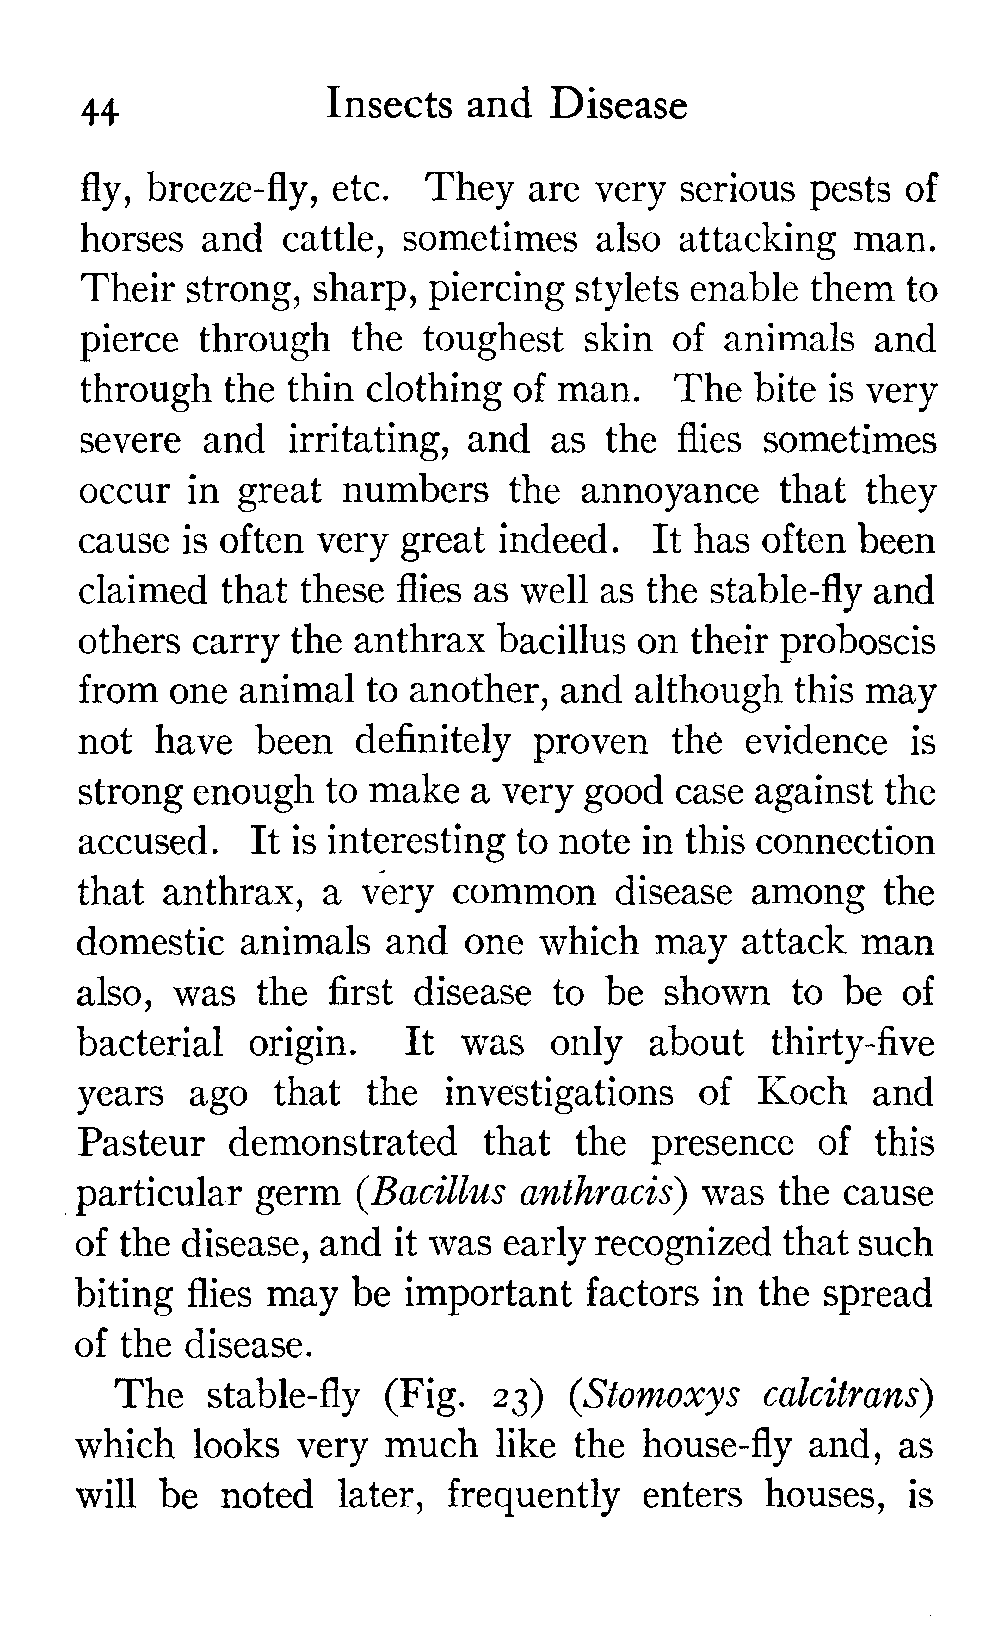 44 Insects and Disease
fly, breeze-fly, etc. They are very serious pests of
horses and cattle, sometimes also attacking man.
Their strong, sharp, piercing stylets enable them to
pierce through the toughest skin of animals and
through the thin clothing of man. The bite is very
severe and irritating, and as the flies sometimes
occur in great numbers the annoyance that they
cause is often very great indeed. It has often been
claimed that these flies as well as the stable-fly and
others carry the anthrax bacillus on their proboscis
from one animal to another, and although this may
not have been definitely proven the evidence is
strong enough to make a very good case against the
accused. It is interesting to note in this connection
that anthrax, a very common disease among the
domestic animals and one which may attack man
also, was the first disease to be shown to be of
bacterial origin. It was only about thirty-five
years ago that the investigations of Koch and
Pasteur demonstrated that the presence of this
particular germ (Bacillus anthracis) was the cause
of the disease, and it was early recognized that such
biting flies may be important factors in the spread
of the disease.
The stable-fly (Fig. 23) (Stomoxys calcitrans)
which looks very much like the house-fly and, as
will be noted later, frequently enters houses, is